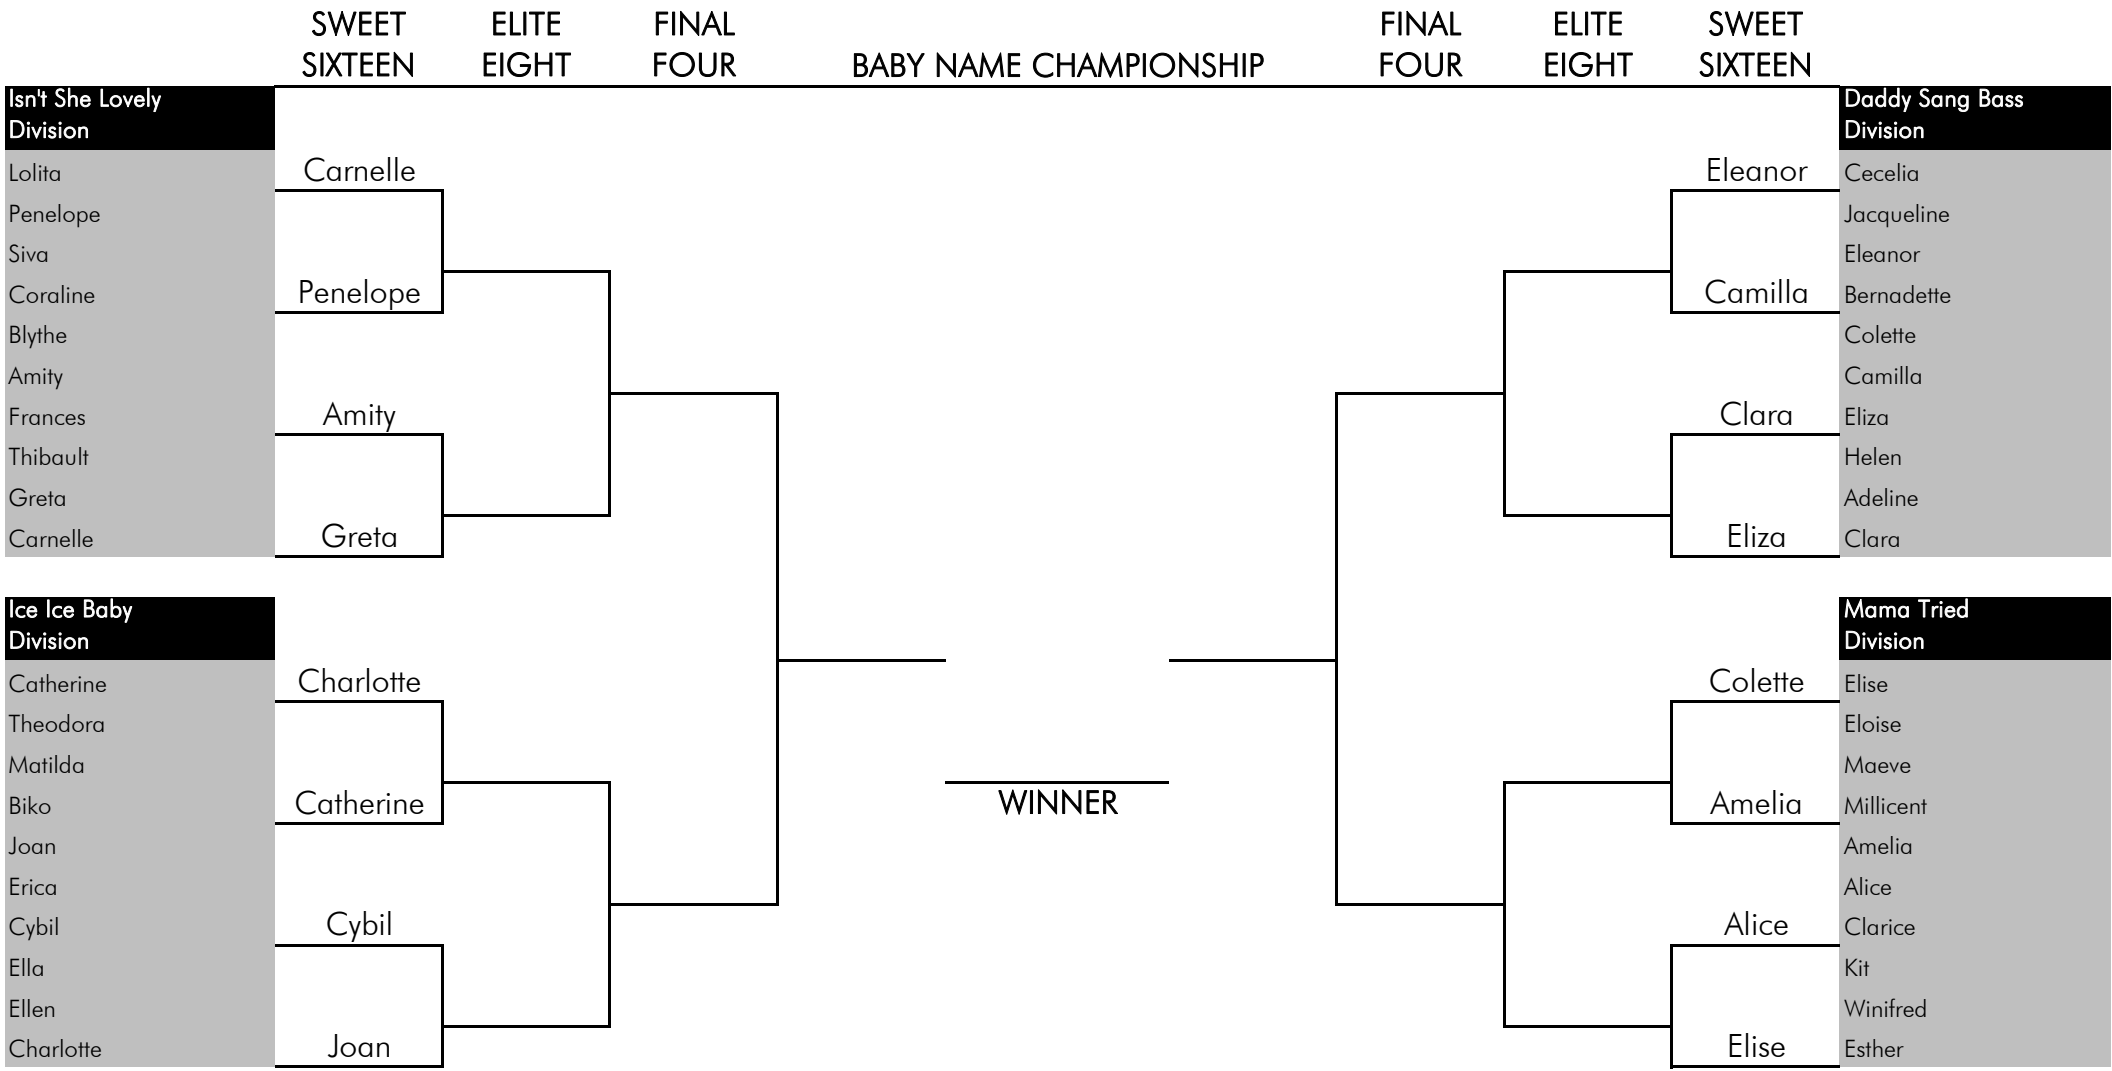 SWEET
SIXTEEN
ELITE
EIGHT
FINAL
FOUR
BABY NAME CHAMPIONSHIP
FINAL
FOUR
ELITE
EIGHT
SWEET
SIXTEEN
Isn't She Lovely
Division
Lolita
Penelope
Siva
Coraline
Blythe
Amity
Frances
Thibault
Greta
Carnelle
Carnelle
Penelope
Amity
Greta
Ice Ice Baby
Division
Catherine
Theodora
Matilda
Biko
Joan
Erica
Cybil
Ella
Ellen
Charlotte
Charlotte
Catherine
Cybil
Joan
WINNER
Eleanor
Camilla
Clara
Eliza
Daddy Sang Bass
Division
Cecelia
Jacqueline
Eleanor
Bernadette
Colette
Camilla
Eliza
Helen
Adeline
Clara
Colette
Amelia
Alice
Elise
Mama Tried
Division
Elise
Eloise
Maeve
Millicent
Amelia
Alice
Clarice
Kit
Winifred
Esther